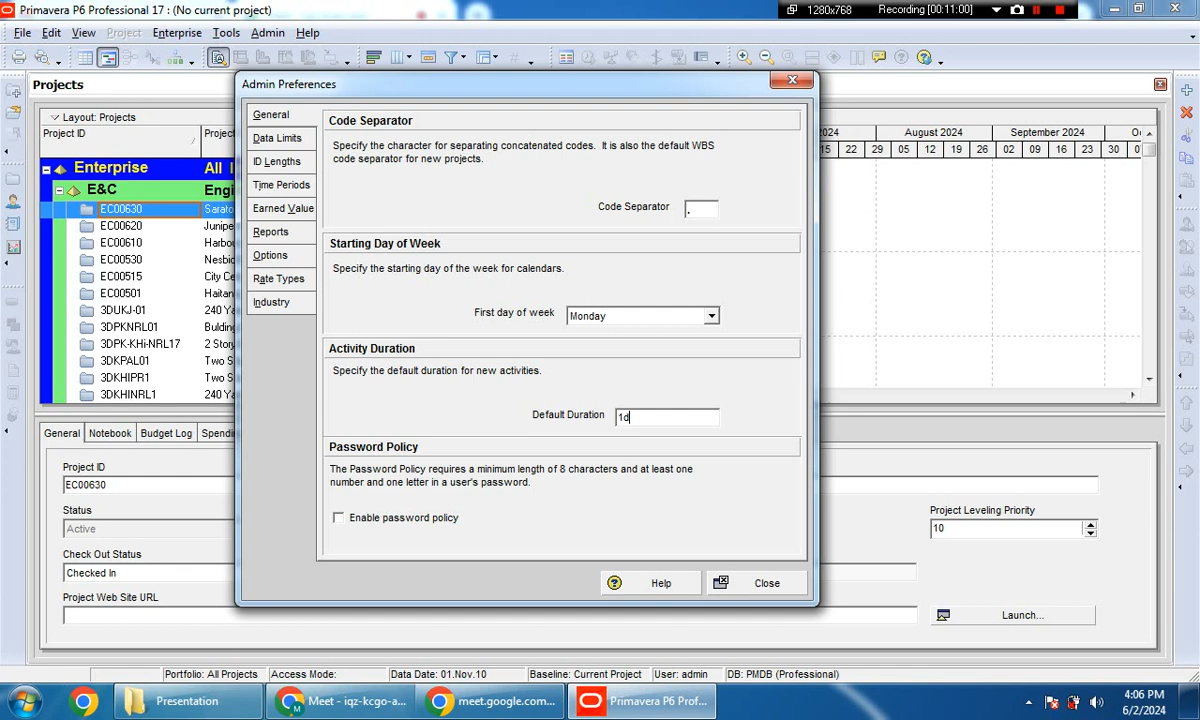 Primavera P6 Professional 17 : (No current project)
1280x768
Recording [00:11:00]
File Edit View Project Enterprise Tools Admin Help
Projects
Layout: Projects
Project ID
Enterprise
E&C
EC00630
EC00620
EC00610
EC00530
EC00515
EC00501
3DUKJ-01
3DPKNRL01
3DPK-KHi-NRL17
3DKPAL01
3DKHIPR1
3DKHINRL1
Admin Preferences
General
Data Limits
ID Lengths
Time Periods
Earned Value
Reports
Options
Rate Types
Industry
Code Separator
Specify the character for separating concatenated codes. It is also the default WBS
code separator for new projects.
Code Separator .
Starting Day of Week
Specify the starting day of the week for calendars.
First day of week Monday
Activity Duration
Specify the default duration for new activities.
Default Duration 1d
Password Policy
The Password Policy requires a minimum length of 8 characters and at least one
number and one letter in a user's password.
Enable password policy
Help Close
August 2024 September 2024
22 29 05 12 19 26 02 09 16 23 30
General Notebook Budget Log
Project ID
EC00630
Status
Active
Check Out Status
Checked In
Project Web Site URL
Project Leveling Priority
10
Launch...
Portfolio: All Projects Access Mode: Data Date: 01.Nov.10 Baseline: Current Project User: admin DB: PMDB (Professional)
Presentation
Meet - iqz-kcgo-a...
meet.google.com...
Primavera P6 Prof...
4:06 PM
6/2/2024